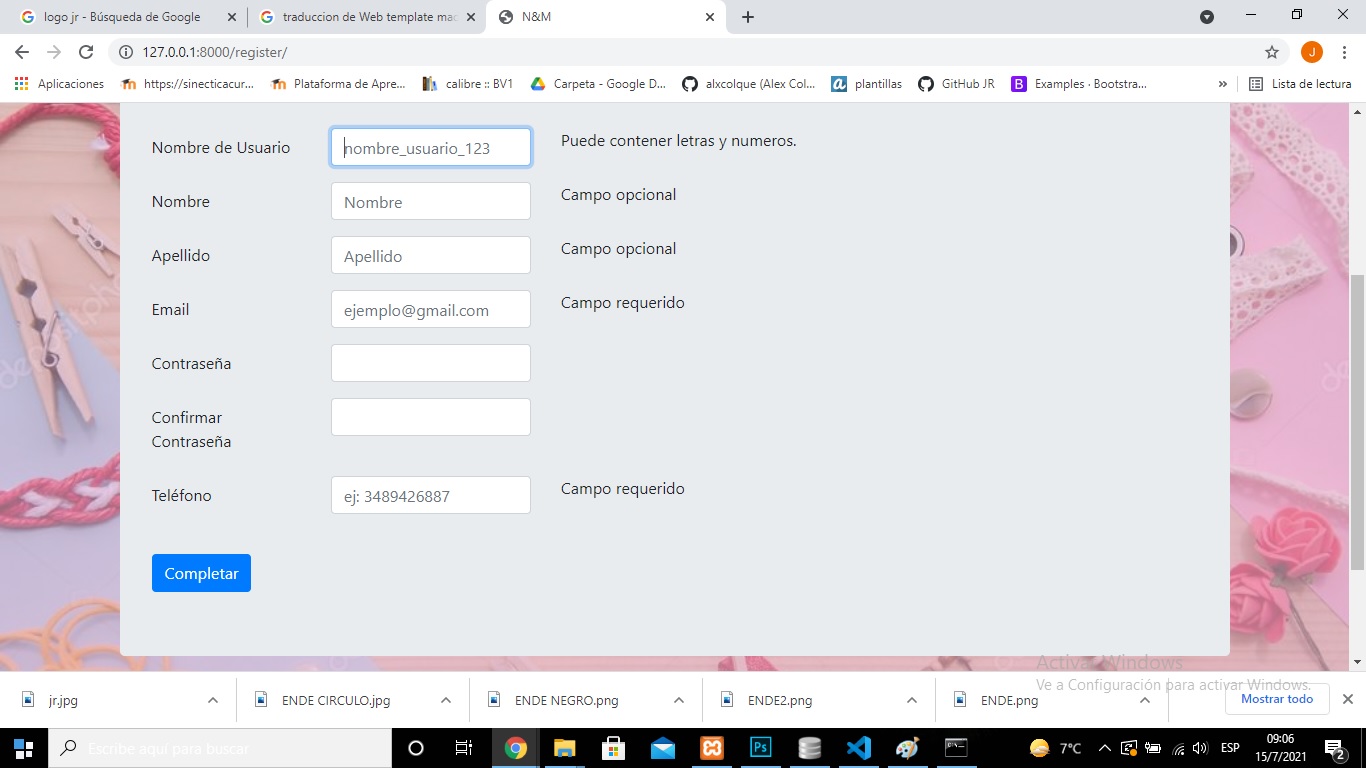 logo jr - Búsqueda de Google
traduccion de Web template mac
N&M
127.0.0.1:8000/register/
J
Aplicaciones
https://sinecticacur...
Plataforma de Apre...
calibre :: BV1
Carpeta - Google D...
alxcolque (Alex Col...
plantillas
GitHub JR
Examples · Bootstra...
»
Lista de lectura
Nombre de Usuario
nombre_usuario_123
Puede contener letras y numeros.
Nombre
Nombre
Campo opcional
Apellido
Apellido
Campo opcional
Email
ejemplo@gmail.com
Campo requerido
Contraseña
Confirmar
Contraseña
Teléfono
ej: 3489426887
Campo requerido
Completar
Activar Windows
Ve a Configuración para activar Windows.
jr.jpg
ENDE CIRCULO.jpg
ENDE NEGRO.png
ENDE2.png
ENDE.png
Mostrar todo
Escribe aquí para buscar
Ps
7°C
ESP
09:06
15/7/2021
2